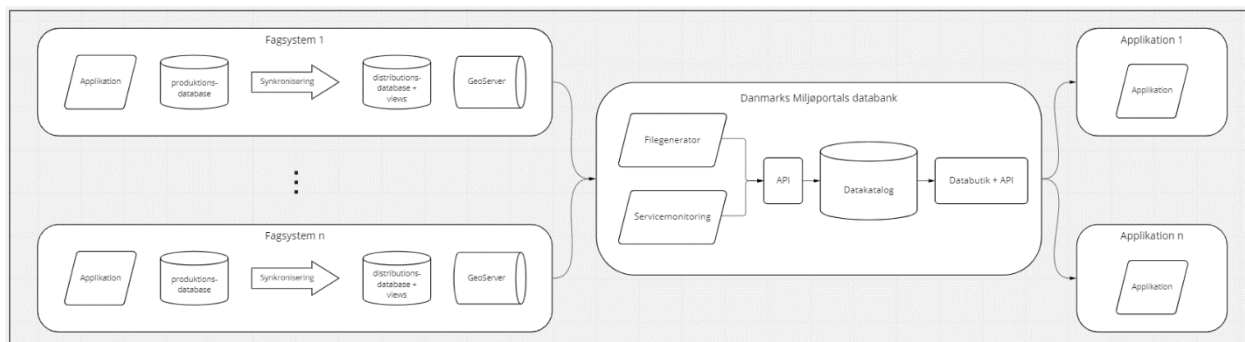 Fagsystem 1
Applikation
produktions-
database
Synkronisering
distributions-
database +
views
GeoServer
Fagsystem n
Applikation
produktions-
database
Synkronisering
distributions-
database +
views
GeoServer
Danmarks Miljøportals databank
Filegenerator
Servicemonitoring
API
Datakatalog
Databutik + API
Applikation 1
Applikation
Applikation n
Applikation